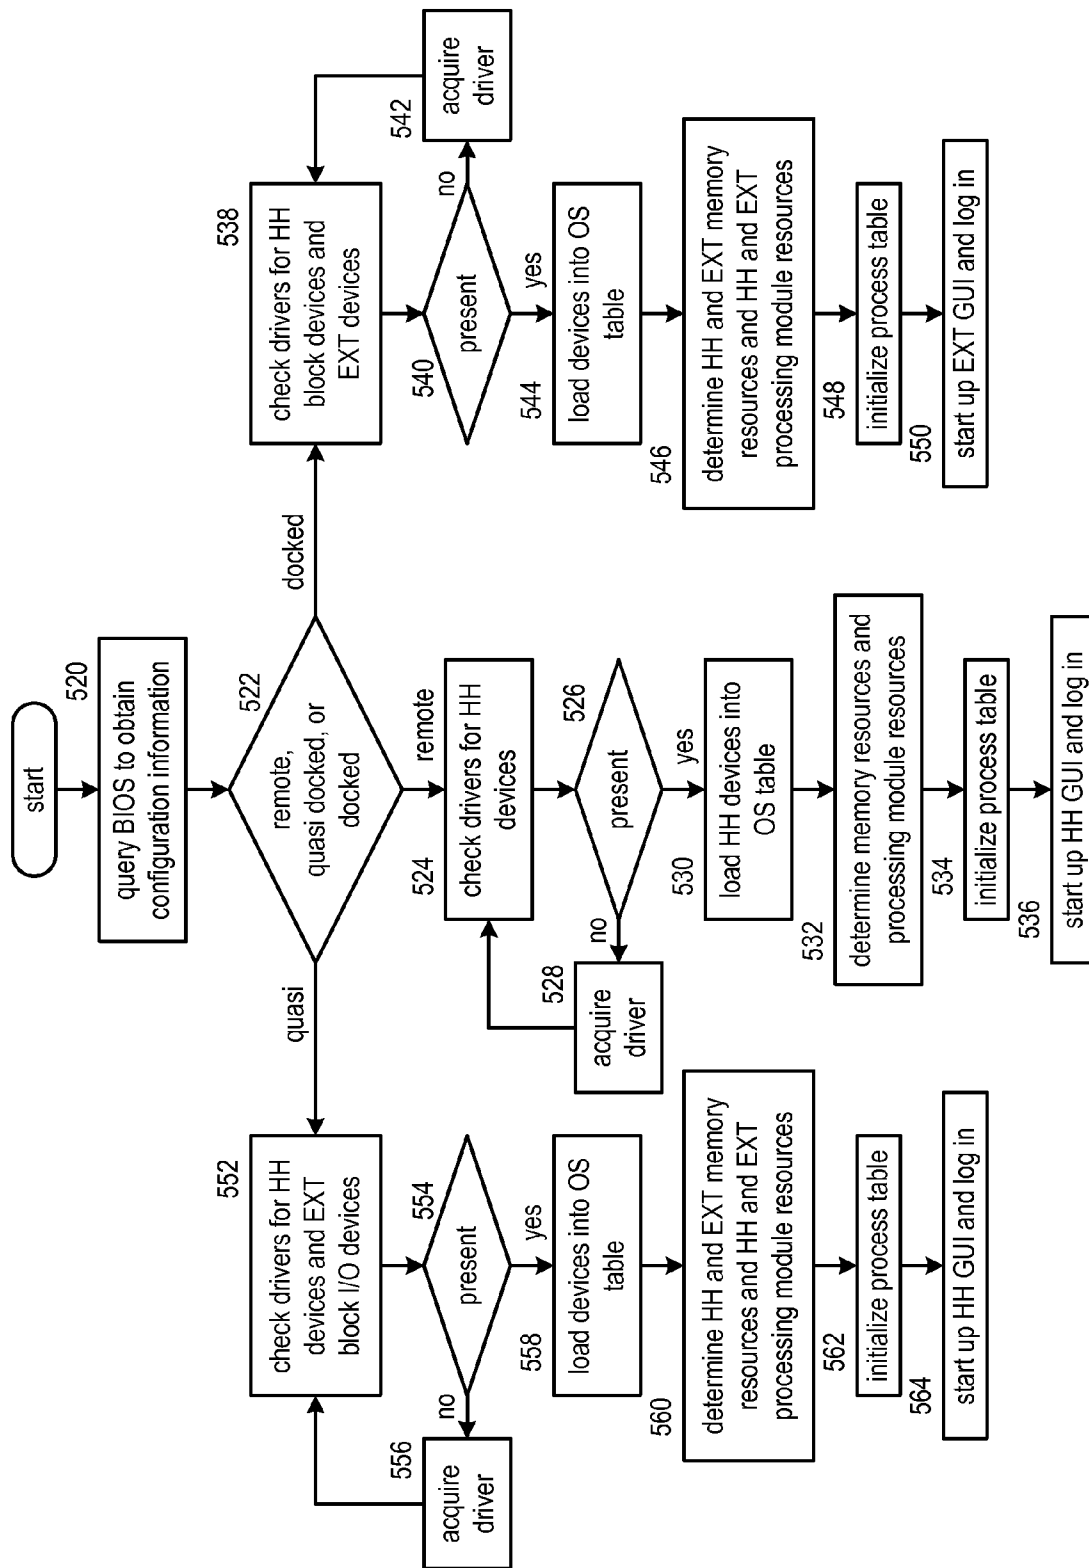 start
520
query BIOS to obtain
configuration information
522
remote,
quasi docked, or
docked
quasi
remote
docked
552
check drivers for HH
devices and EXT
block I/O devices
554
present
no
556
acquire
driver
yes
558
load devices into OS
table
560
determine HH and EXT memory
resources and HH and EXT
processing module resources
562
initialize process table
564
start up HH GUI and log in
524
check drivers for HH
devices
526
present
no
528
acquire
driver
yes
530
load HH devices into
OS table
532
determine memory resources and
processing module resources
534
initialize process table
536
start up HH GUI and log in
538
check drivers for HH
block devices and
EXT devices
540
present
no
542
acquire
driver
yes
544
load devices into OS
table
546
determine HH and EXT memory
resources and HH and EXT
processing module resources
548
initialize process table
550
start up EXT GUI and log in